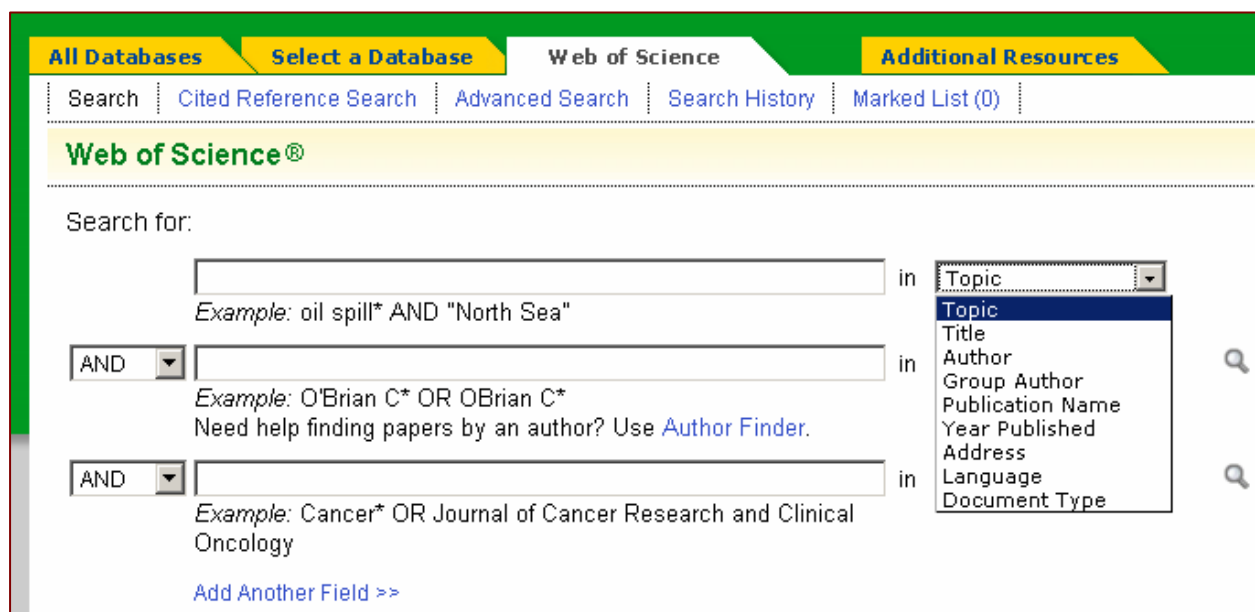 All Databases Select a Database Web of Science Additional Resources
Search Cited Reference Search Advanced Search Search History Marked List (0)
Web of Science®
Search for:
in Topic
Example: oil spill* AND "North Sea"
Topic
Title
Author
Group Author
Publication Name
Year Published
Address
Language
Document Type
AND in
Example: O'Brian C* OR OBrian C*
Need help finding papers by an author? Use Author Finder.
AND in
Example: Cancer* OR Journal of Cancer Research and Clinical
Oncology
Add Another Field >>